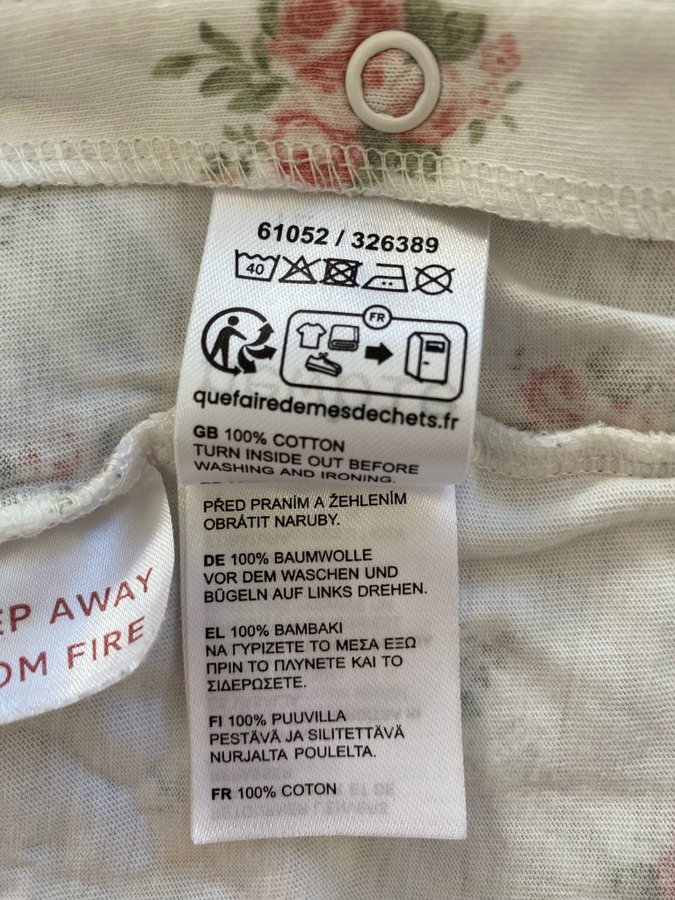 61052 / 326389
40
FR
quefairedemesdechets.fr
GB 100% COTTON
TURN INSIDE OUT BEFORE
WASHING AND IRONING.
PŘED PRANÍM A ŽEHLENÍM
OBRÁTIT NARUBY.
DE 100% BAUMWOLLE
VOR DEM WASCHEN UND
BÜGELN AUF LINKS DREHEN.
EL 100% ΒΑΜΒΑΚΙ
ΝΑ ΓΥΡΙΖΕΤΕ ΤΟ ΜΕΣΑ ΕΞΩ
ΠΡΙΝ ΤΟ ΠΛΥΝΕΤΕ ΚΑΙ ΤΟ
ΣΙΔΕΡΩΣΕΤΕ.
FI 100% PUUVILLA
PESTÄVÄ JA SILITETTÄVÄ
NURJALTA POULELTA.
FR 100% COTON
EP AWAY
OM FIRE